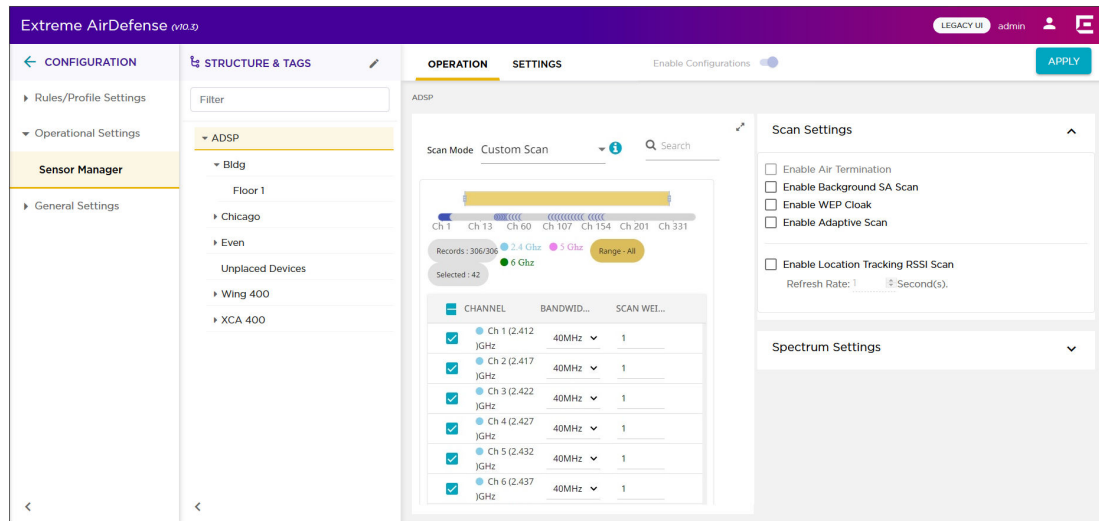 Extreme AirDefense (v10.3)
LEGACY UI admin
CONFIGURATION
Rules/Profile Settings
Operational Settings
Sensor Manager
General Settings
STRUCTURE & TAGS
Filter
ADSP
Bldg
Floor 1
Chicago
Even
Unplaced Devices
Wing 400
XCA 400
OPERATION SETTINGS Enable Configurations APPLY
ADSP
Scan Mode Custom Scan Search
Ch 1 Ch 13 Ch 60 Ch 107 Ch 154 Ch 201 Ch 331
Records : 306/306 2.4 Ghz 5 Ghz Range - All
6 Ghz
Selected : 42
CHANNEL BANDWID... SCAN WEI...
Ch 1 (2.412
)GHz 40MHz 1
Ch 2 (2.417
)GHz 40MHz 1
Ch 3 (2.422
)GHz 40MHz 1
Ch 4 (2.427
)GHz 40MHz 1
Ch 5 (2.432
)GHz 40MHz 1
Ch 6 (2.437
)GHz 40MHz 1
Scan Settings
Enable Air Termination
Enable Background SA Scan
Enable WEP Cloak
Enable Adaptive Scan
Enable Location Tracking RSSI Scan
Refresh Rate: 1 Second(s).
Spectrum Settings